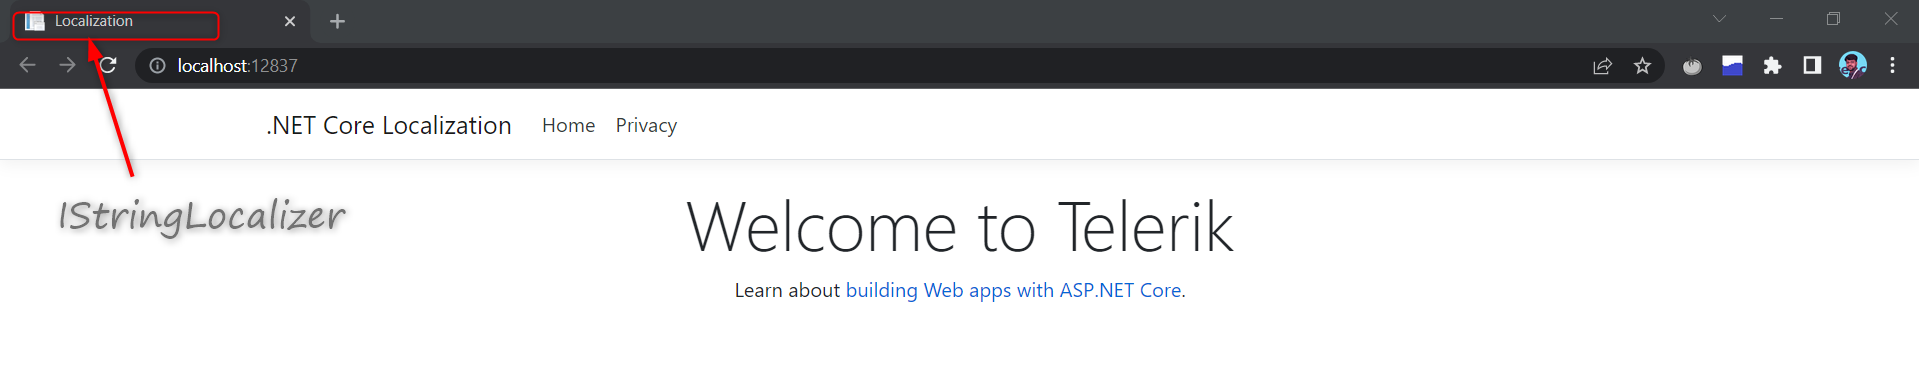 Localization
localhost:12837
.NET Core Localization Home Privacy
IStringLocalizer
Welcome to Telerik
Learn about building Web apps with ASP.NET Core.